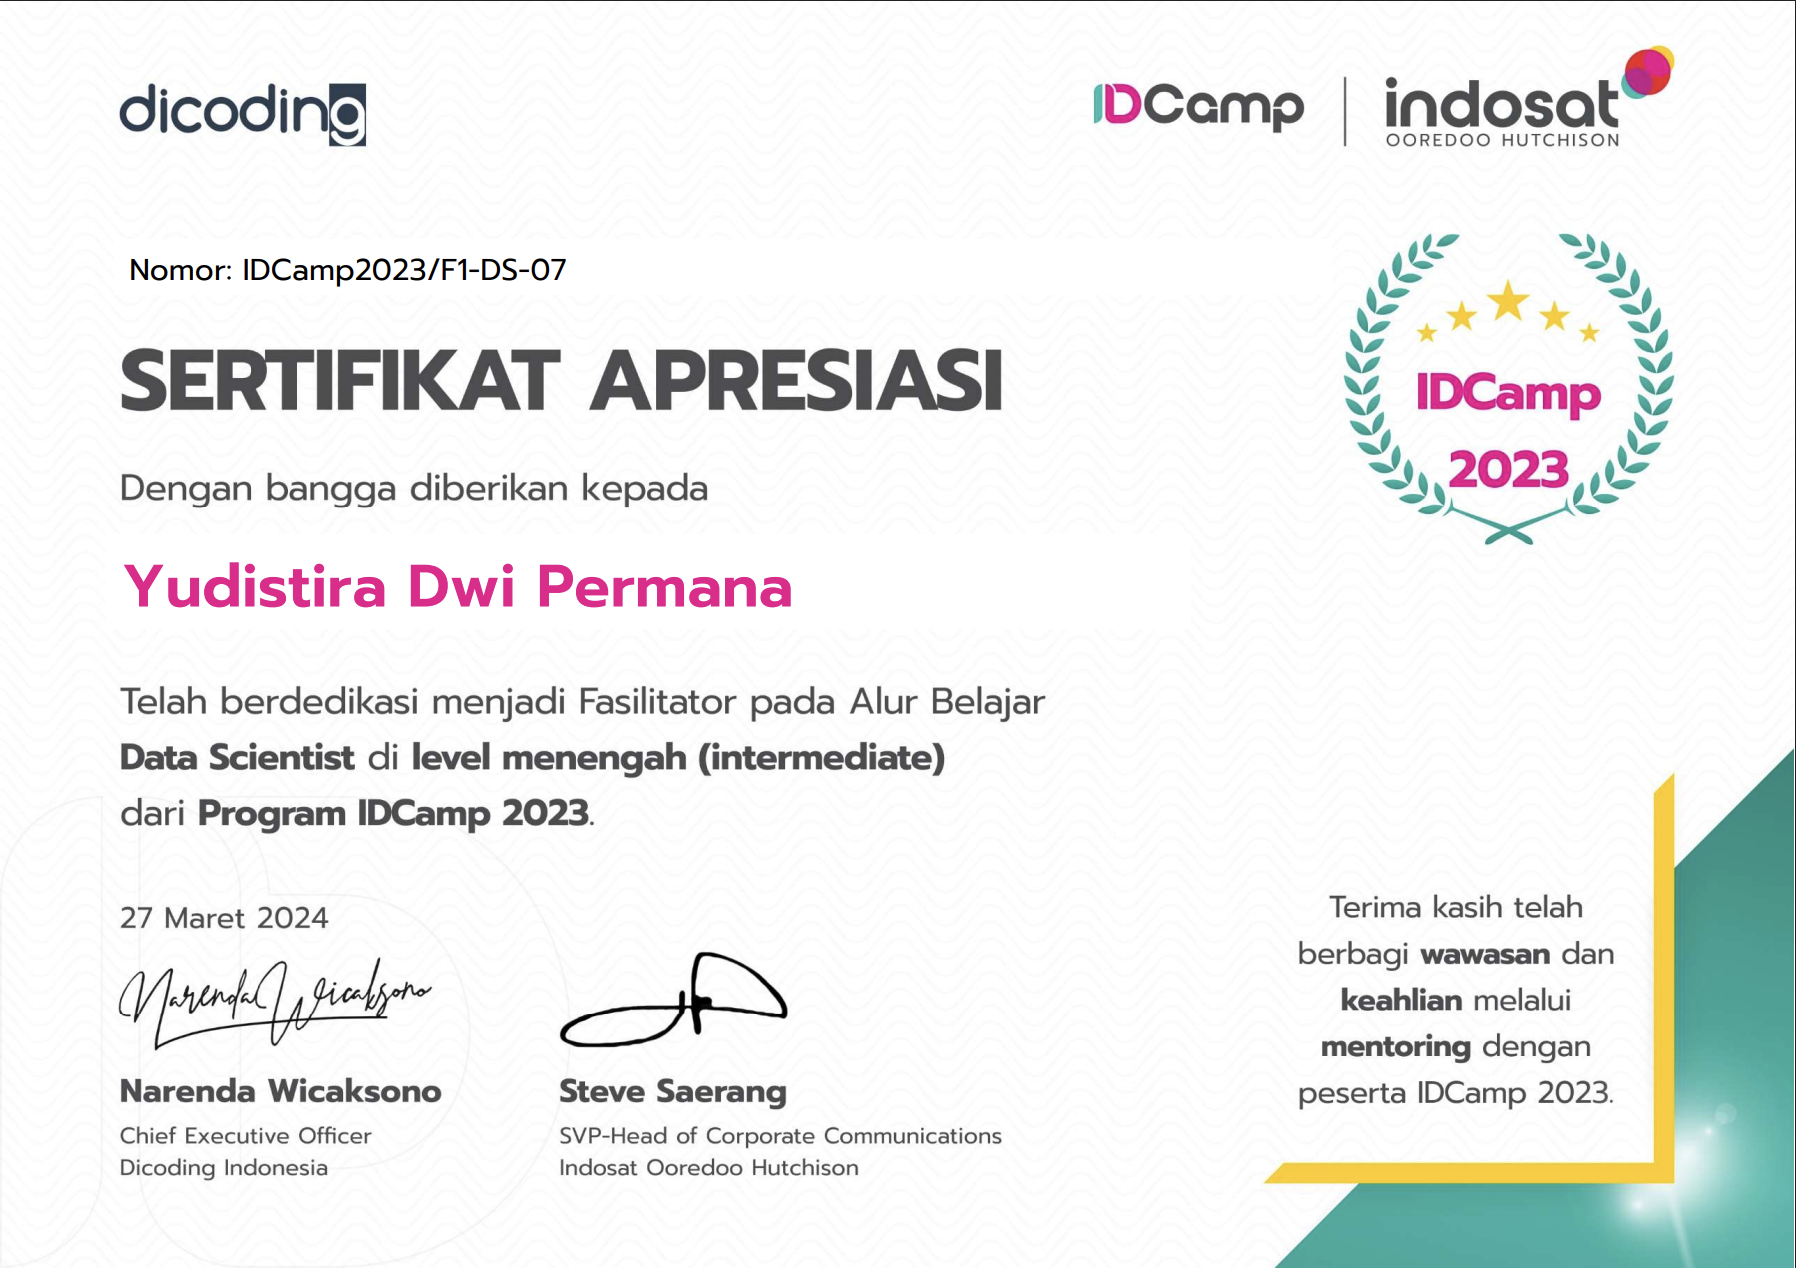 dicoding
IDCamp
indosat
OOREDOO HUTCHISON
Nomor: IDCamp2023/F1-DS-07
IDCamp
2023
SERTIFIKAT APRESIASI
Dengan bangga diberikan kepada
Yudistira Dwi Permana
Telah berdedikasi menjadi Fasilitator pada Alur Belajar
Data Scientist di level menengah (intermediate)
dari Program IDCamp 2023.
27 Maret 2024
Narenda Wicaksono
Narenda Wicaksono
Chief Executive Officer
Dicoding Indonesia
Steve Saerang
SVP-Head of Corporate Communications
Indosat Ooredoo Hutchison
Terima kasih telah
berbagi wawasan dan
keahlian melalui
mentoring dengan
peserta IDCamp 2023.